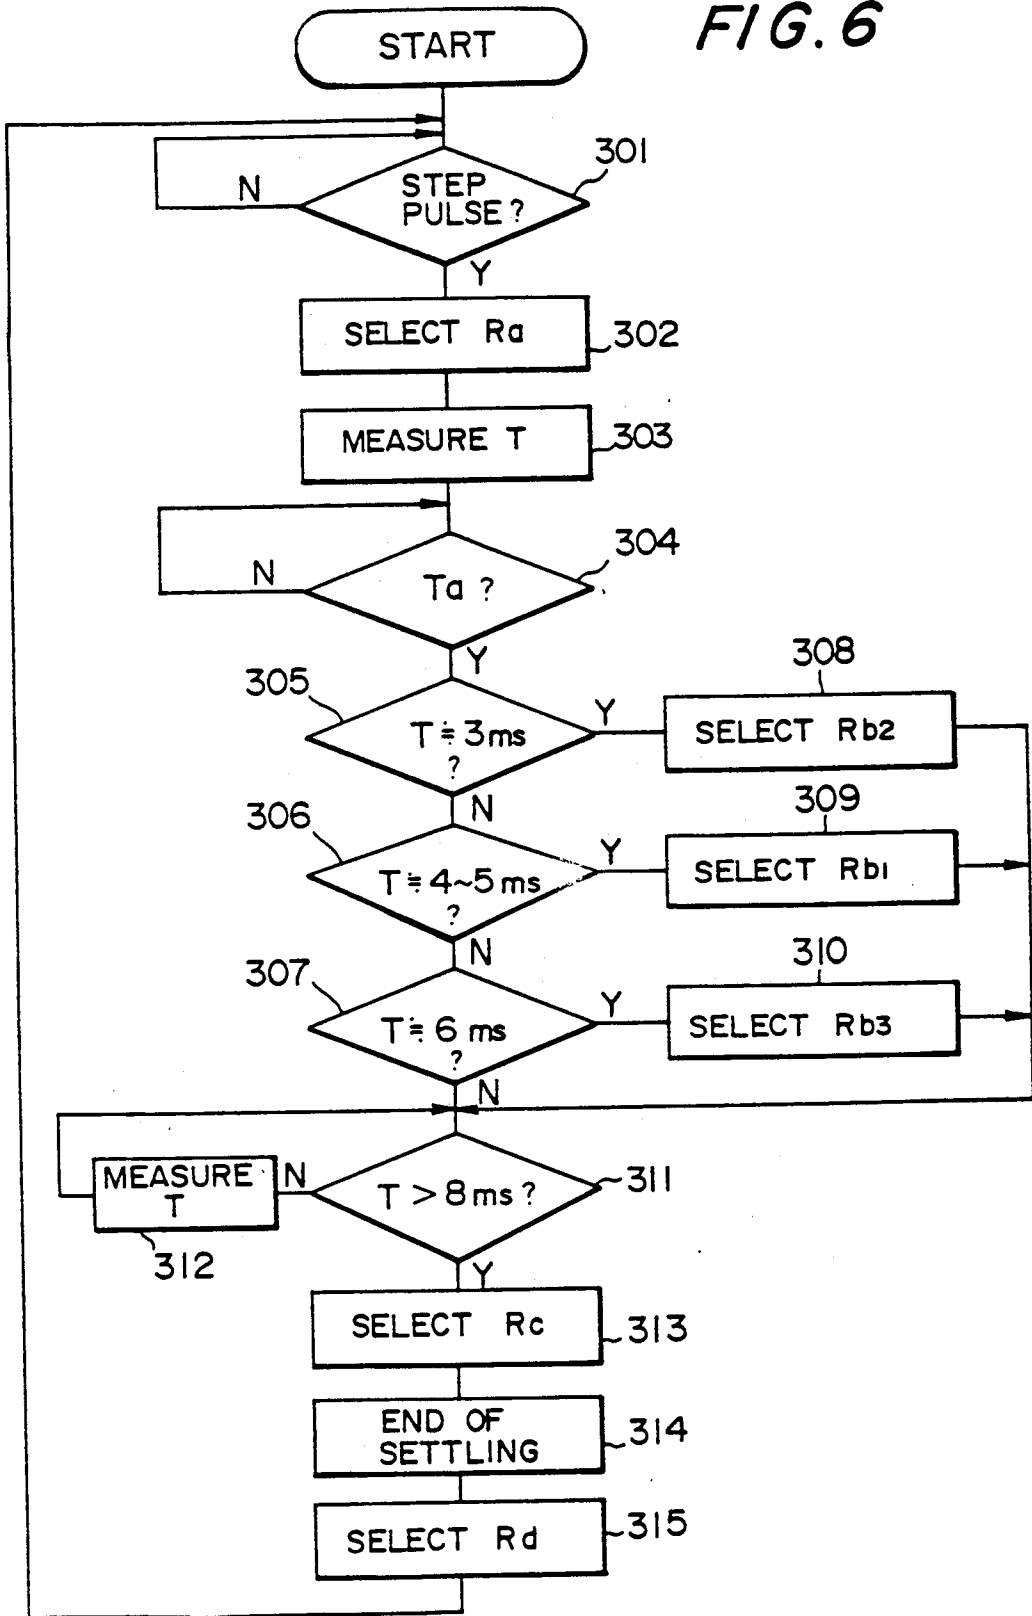 FIG. 6
START
301
STEP
PULSE?
N
Y
SELECT Ra
302
MEASURE T
303
304
Ta ?
N
Y
305
T≒3ms
?
Y
308
SELECT Rb2
N
306
T≒4~5ms
?
Y
309
SELECT Rb1
N
307
T≒6 ms
?
Y
310
SELECT Rb3
N
MEASURE
T
312
N
T > 8ms ?
311
Y
SELECT Rc
313
END OF
SETTLING
314
SELECT Rd
315